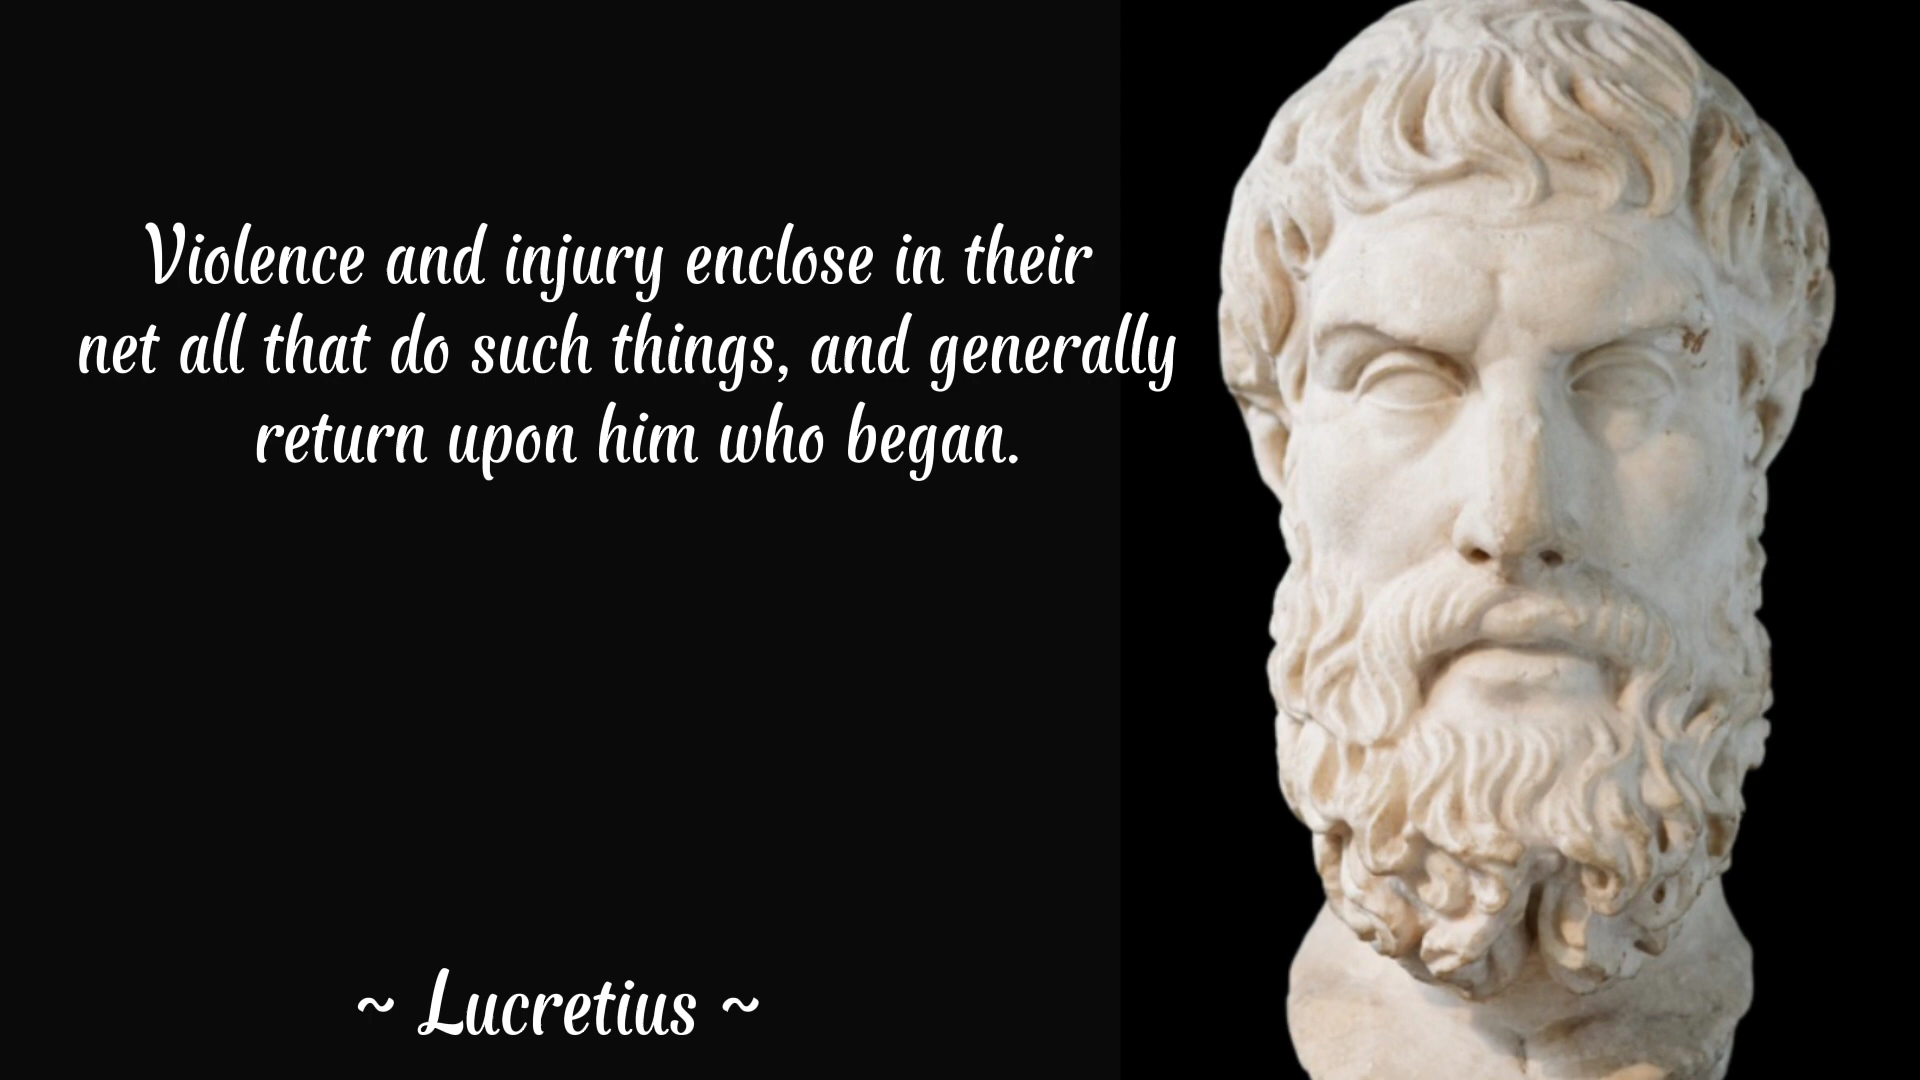 Violence and injury enclose in their
net all that do such things, and generally
return upon him who began.
~ Lucretius ~